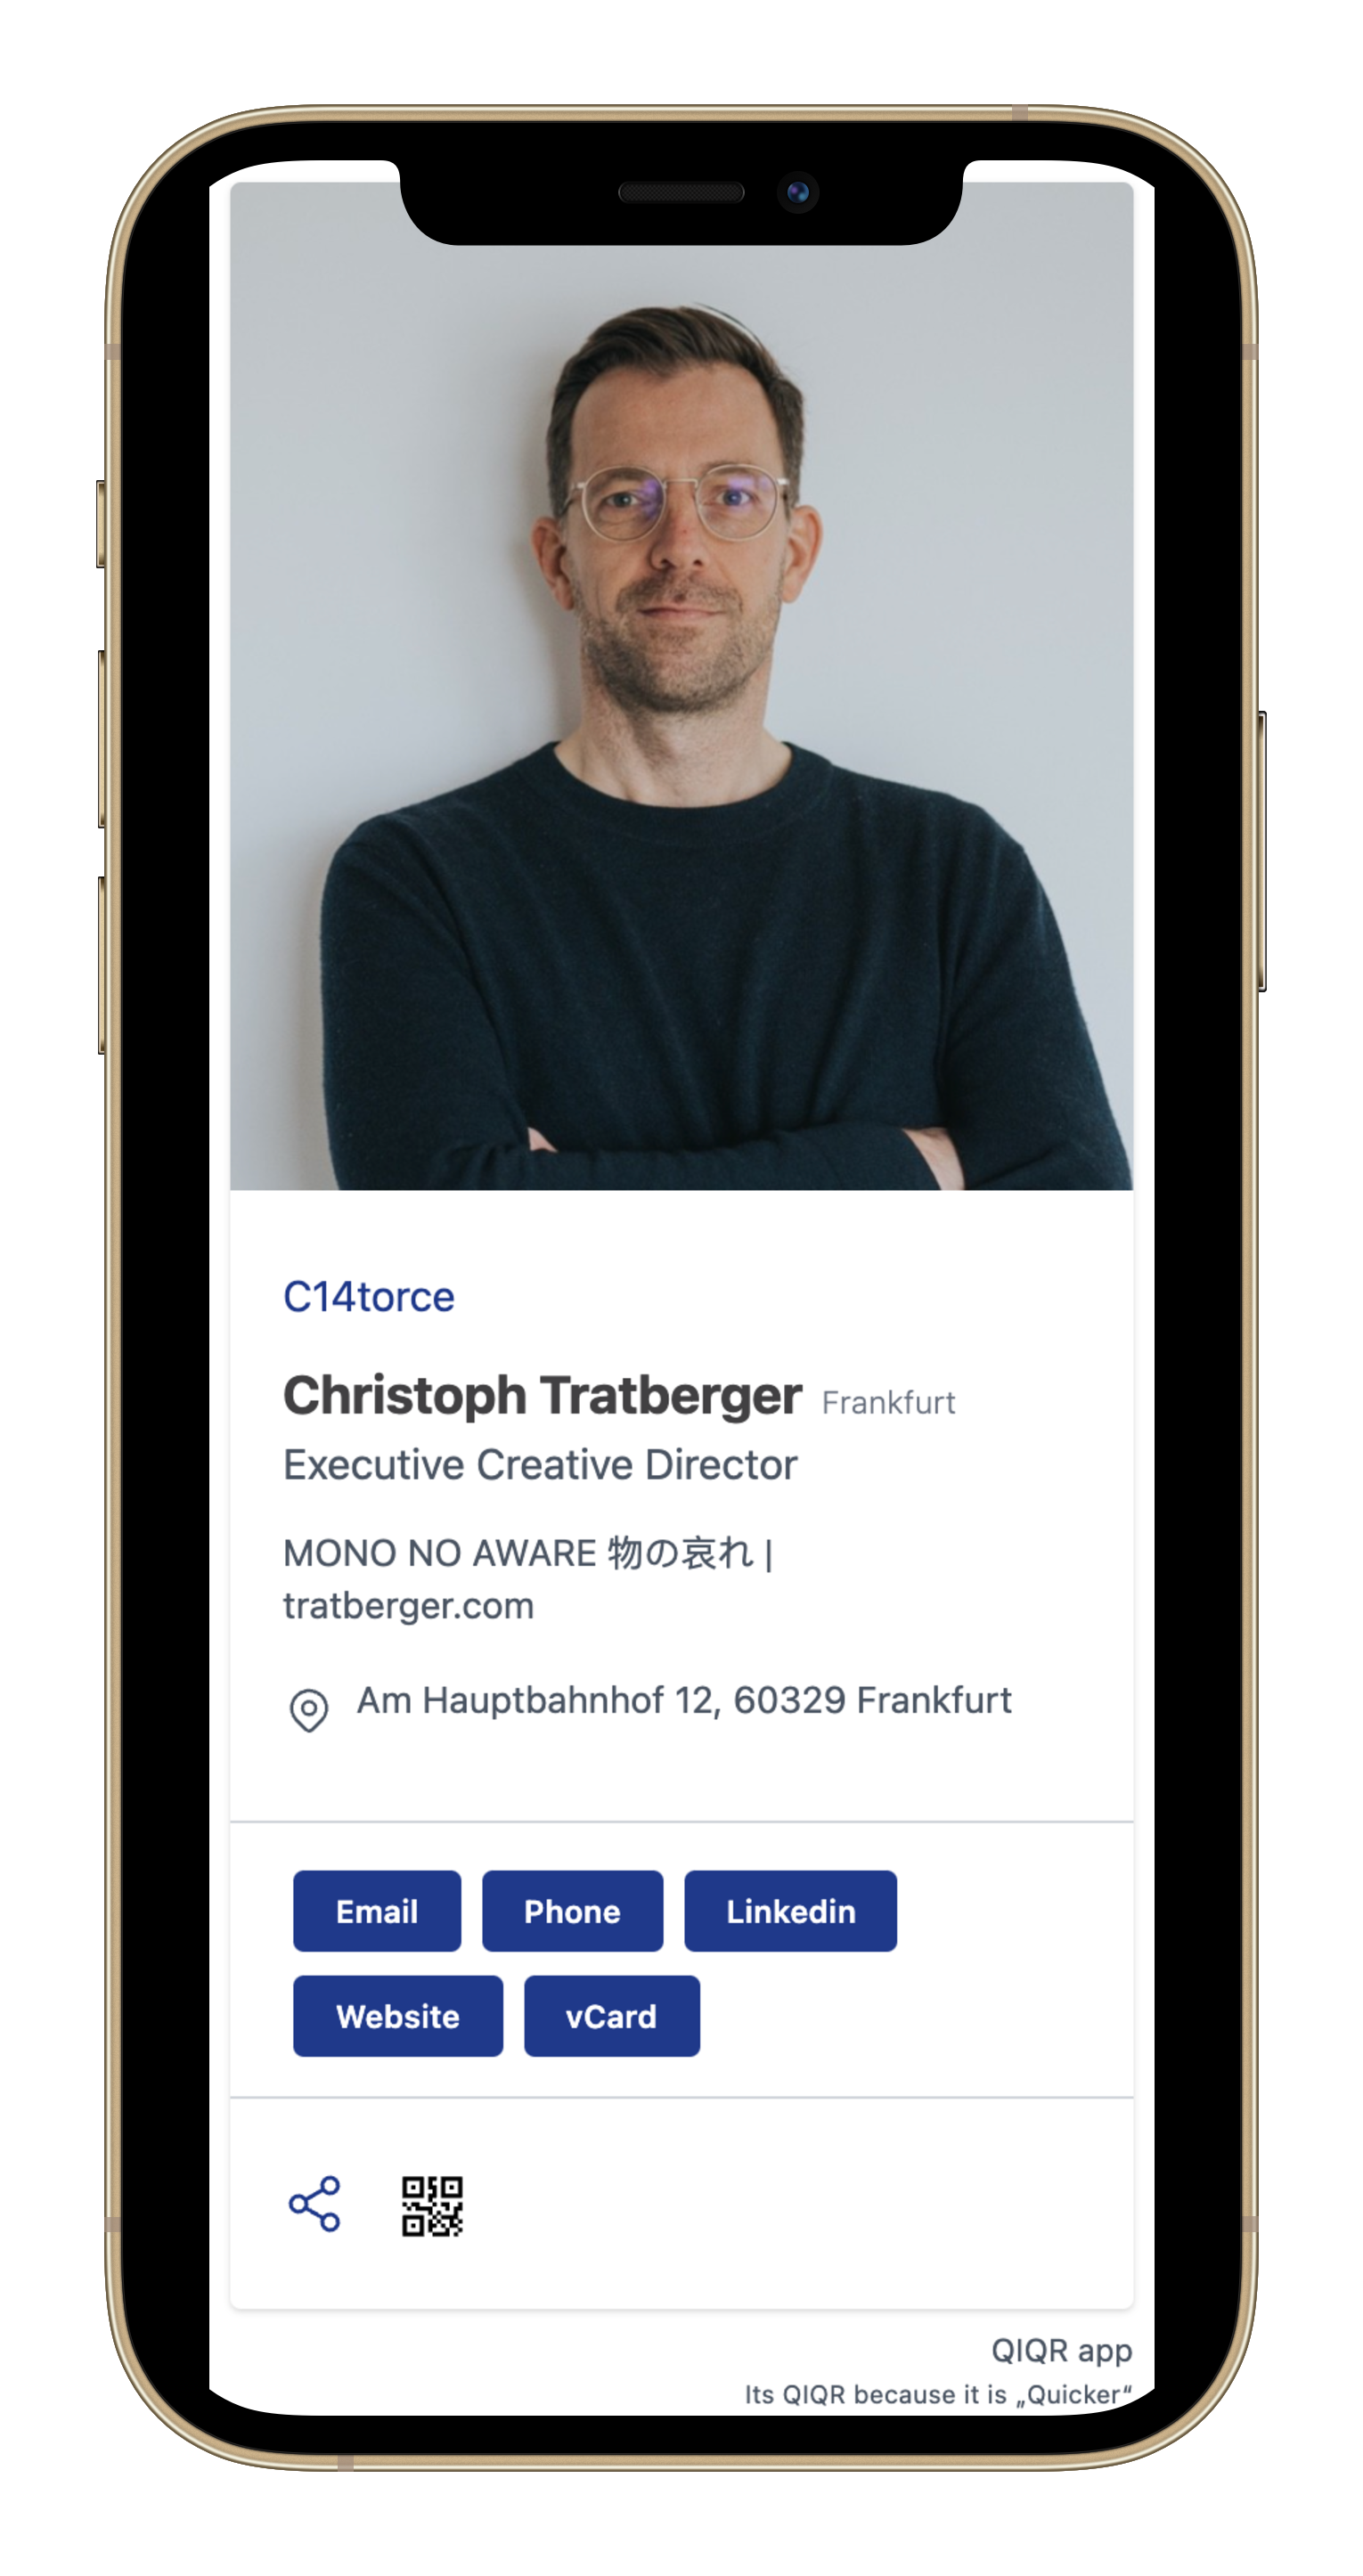 C14torce
Christoph Tratberger Frankfurt
Executive Creative Director
MONO NO AWARE 物の哀れ |
tratberger.com
Am Hauptbahnhof 12, 60329 Frankfurt
Email Phone Linkedin
Website vCard
QIQR app
Its QIQR because it is „Quicker“